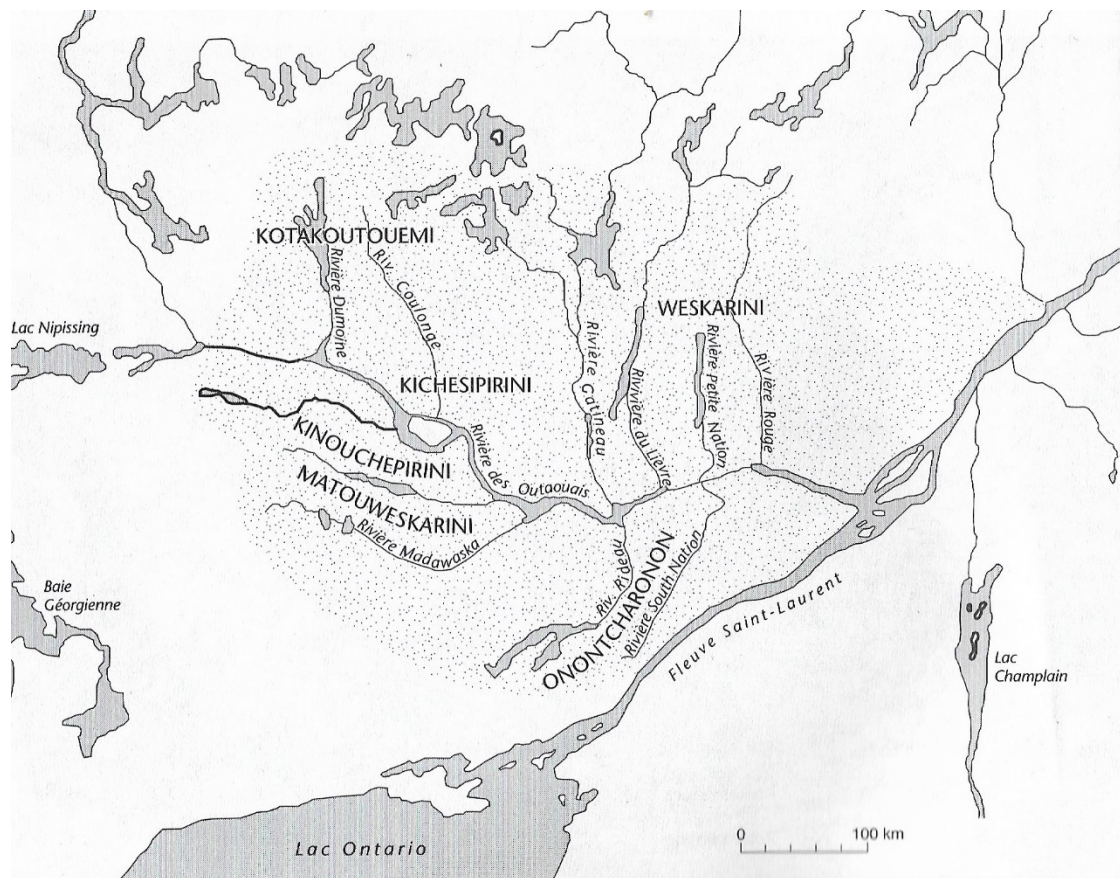 KOTAKOUTOUEMI
Rivière Dumoine
Riv. Coulonge
WESKARINI
Lac Nipissing
KICHESIPIRINI
Rivière Gatineau
Rivivière du Lievre
Rivière Petite Nation
Rivière Rouge
KINOUCHEPIRINI
Rivière des Outaouais
MATOUWESKARINI
Rivière Madawaska
Riv. Rideau
ONONTCHARONON
Rivière South Nation
Baie
Géorgienne
Fleuve Saint-Laurent
Lac
Champlain
Lac Ontario
0 100 km